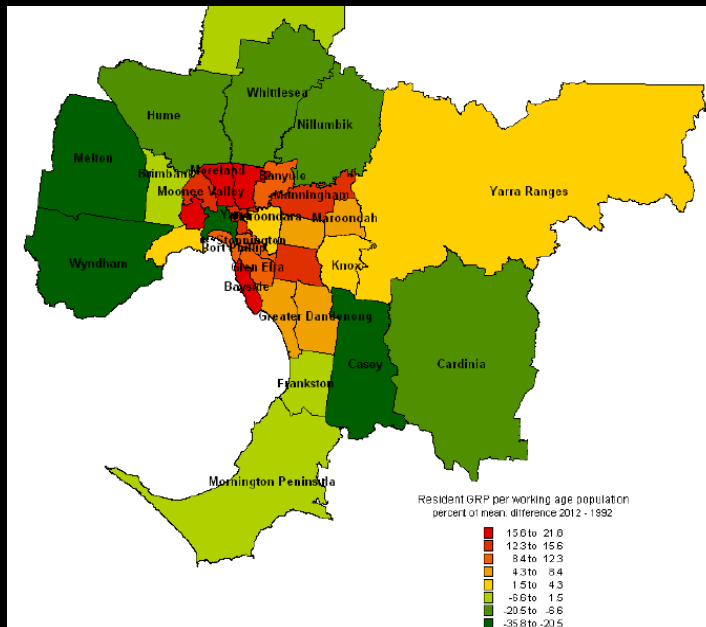 Whittlesea
Hume
Nillumbik
Melton
Moreland
Brimbank
Banyule
Moonee Valley
Manningham
Yarra Ranges
Maroondah
Stonnington
Port Phillip
Wyndham
Glen Eira
Knox
Bayside
Greater Dandenong
Casey
Cardinia
Frankston
Mornington Peninsula
Resident GRP per working age population
percent of mean: difference 2012 - 1992
15.6 to 21.8
12.3 to 15.6
8.4 to 12.3
4.3 to 8.4
1.5 to 4.3
-6.6 to 1.5
-20.5 to -6.6
-35.8 to -20.5